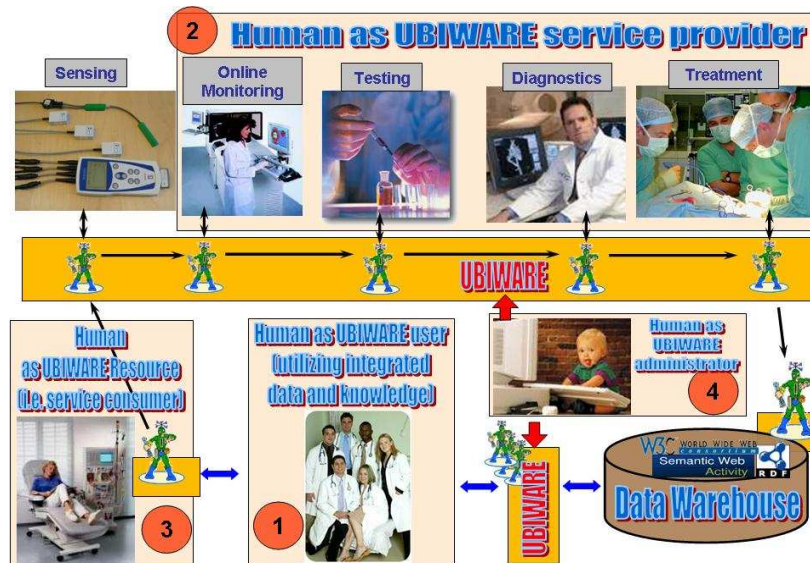 2
Human as UBIWARE service provider
Sensing
Online
Monitoring
Testing
Diagnostics
Treatment
UBIWARE
Human
as UBIWARE Resource
(i.e. service consumer)
3
Human as UBIWARE user
(utilizing integrated
data and knowledge)
1
Human as
UBIWARE
administrator
4
UBIWARE
W3C WORLD WIDE WEB
consortium
Semantic Web
Activity
RDF
Data Warehouse